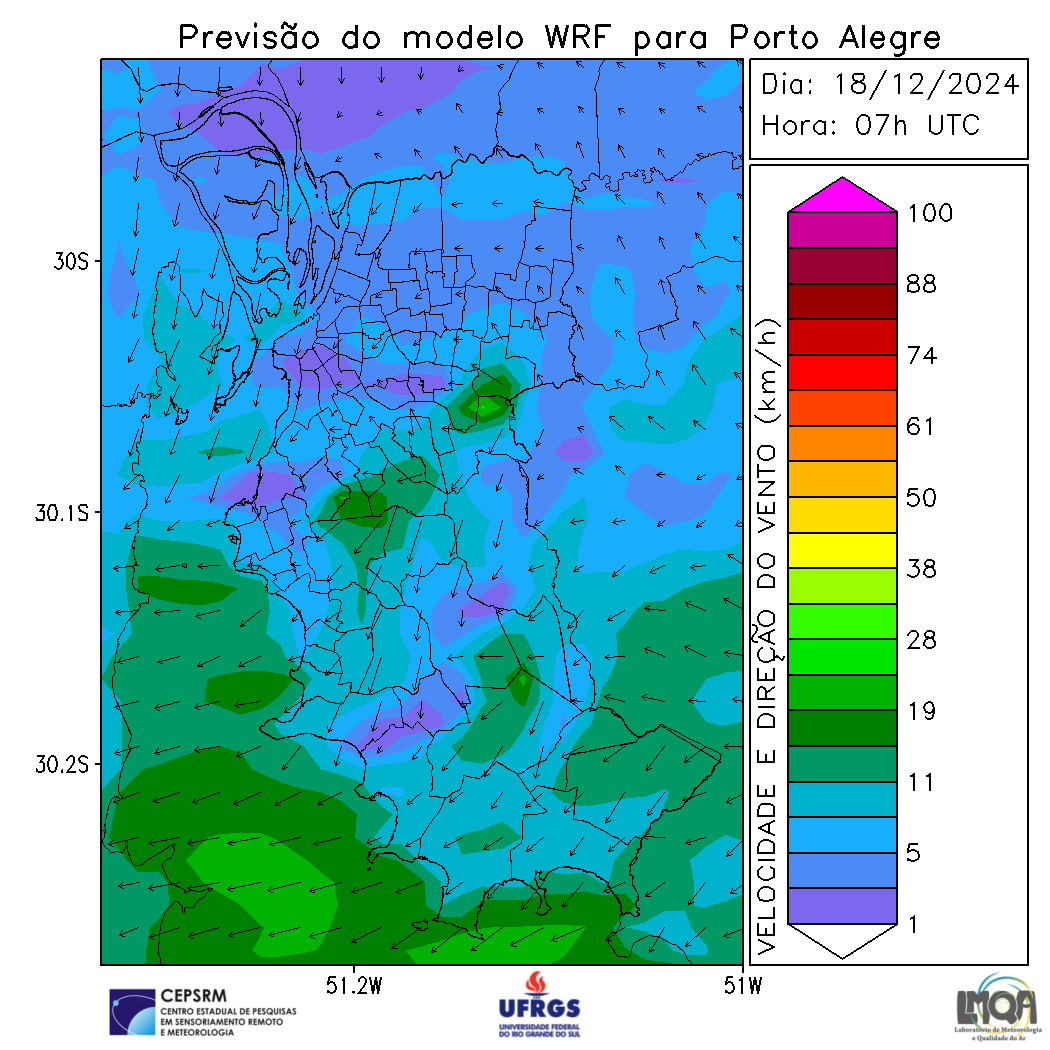 Previsão do modelo WRF para Porto Alegre
Dia: 18/12/2024
Hora: 07h UTC
30S
30.1S
30.2S
51.2W
51W
VELOCIDADE E DIREÇÃO DO VENTO (km/h)
100
88
74
61
50
38
28
19
11
5
1
CEPSRM
CENTRO ESTADUAL DE PESQUISAS
EM SENSORIAMENTO REMOTO
E METEOROLOGIA
UFRGS
UNIVERSIDADE FEDERAL
DO RIO GRANDE DO SUL
LMQA
Laboratório de Meteorologia
e Qualidade do Ar